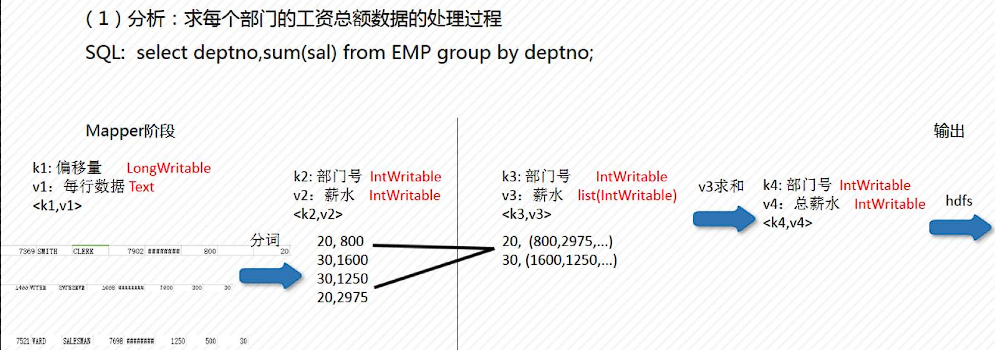 （1）分析：求每个部门的工资总额数据的处理过程
SQL: select deptno,sum(sal) from EMP group by deptno;
Mapper阶段
输出
k1: 偏移量 LongWritable
v1：每行数据 Text
<k1,v1>
k2: 部门号 IntWritable
v2：薪水 IntWritable
<k2,v2>
k3: 部门号 IntWritable
v3：薪水 list(IntWritable)
<k3,v3>
v3求和
k4: 部门号 IntWritable
v4：总薪水 IntWritable
<k4,v4>
hdfs
分词
7369 SMITH CLERK 7902 ######## 800 20
30
7521 WARD SALESMAN 7698 ######## 1250 500 30
20, 800
30,1600
30,1250
20,2975
20, (800,2975,...)
30, (1600,1250,...)